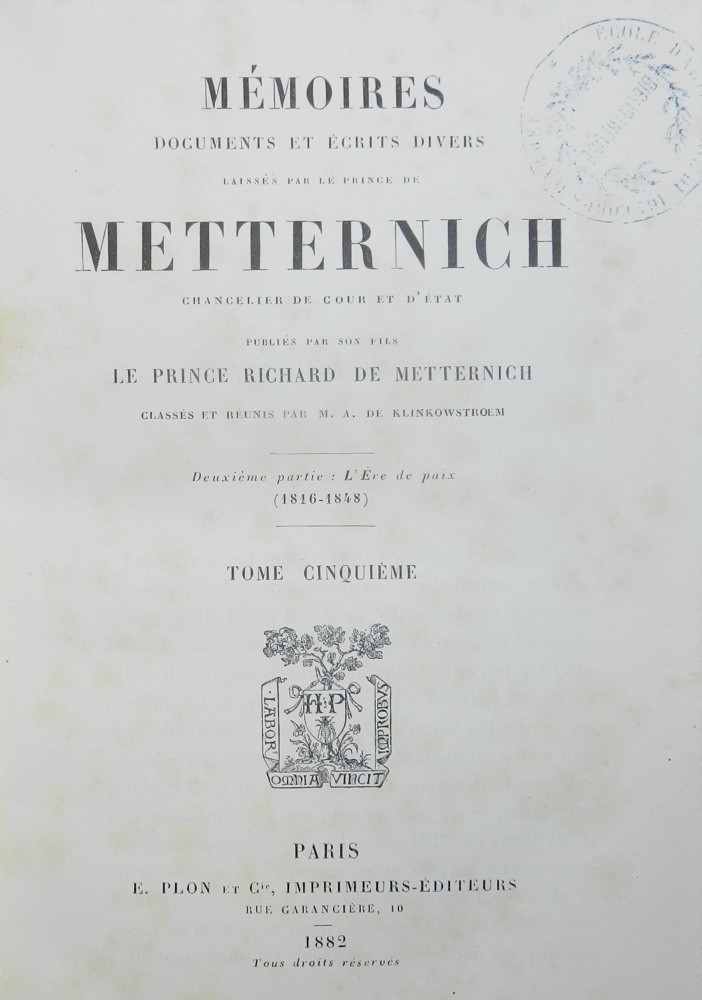 MÉMOIRES
DOCUMENTS ET ÉCRITS DIVERS
LAISSÉS PAR LE PRINCE DE
METTERNICH
CHANCELIER DE COUR ET D'ÉTAT
PUBLIÉS PAR SON FILS
LE PRINCE RICHARD DE METTERNICH
CLASSÉS ET RÉUNIS PAR M. A. DE KLINKOWSTROEM
Deuxième partie : L'Ère de paix
(1816-1848)
TOME CINQUIÈME
H P
LABOR
IMPROBUS
OMNIA VINCIT
PARIS
E. PLON ET Cie, IMPRIMEURS-ÉDITEURS
RUE GARANCIÈRE, 10
1882
Tous droits réservés
ÉCOLE